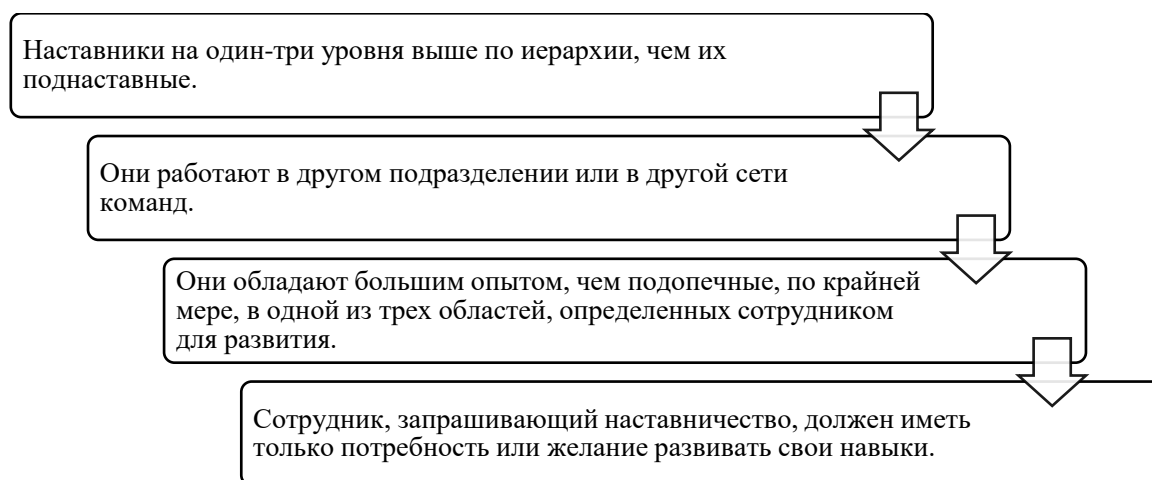 Наставники на один-три уровня выше по иерархии, чем их
поднаставные.
Они работают в другом подразделении или в другой сети
команд.
Они обладают большим опытом, чем подопечные, по крайней
мере, в одной из трех областей, определенных сотрудником
для развития.
Сотрудник, запрашивающий наставничество, должен иметь
только потребность или желание развивать свои навыки.